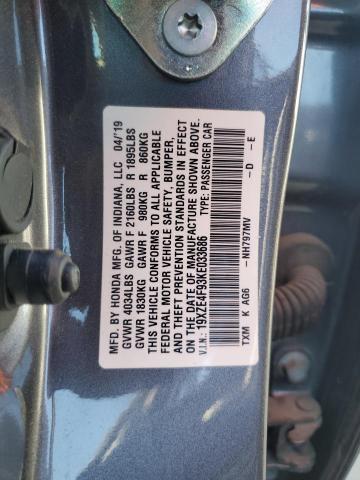 MFD. BY HONDA MFG. OF INDIANA, LLC 04/'19
GVWR 4034LBS GAWR F 2160LBS R 1895LBS
GVWR 1830KG GAWR F 980KG R 860KG
THIS VEHICLE CONFORMS TO ALL APPLICABLE
FEDERAL MOTOR VEHICLE SAFETY, BUMPER,
AND THEFT PREVENTION STANDARDS IN EFFECT
ON THE DATE OF MANUFACTURE SHOWN ABOVE.
V.I.N.: 19XZE4F93KE033686 TYPE: PASSENGER CAR
TXM K AG6 -NH797MV -D -E